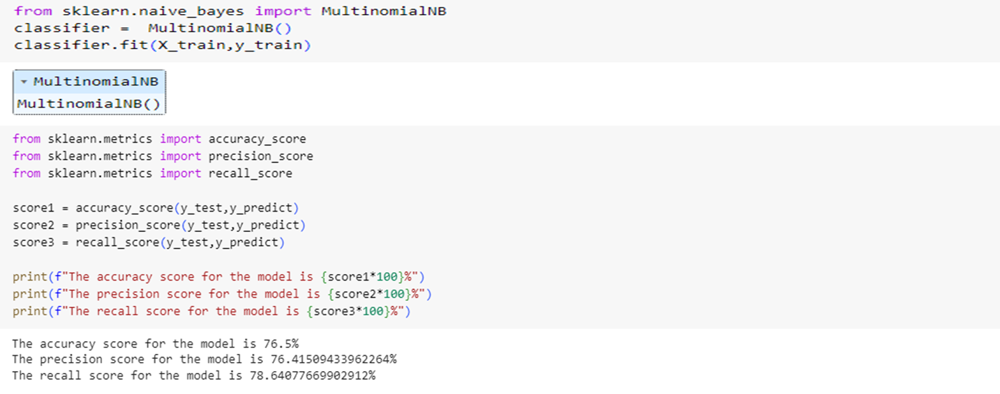 from sklearn.naive_bayes import MultinomialNB
classifier =  MultinomialNB()
classifier.fit(X_train,y_train)
MultinomialNB
MultinomialNB()
from sklearn.metrics import accuracy_score
from sklearn.metrics import precision_score
from sklearn.metrics import recall_score
score1 = accuracy_score(y_test,y_predict)
score2 = precision_score(y_test,y_predict)
score3 = recall_score(y_test,y_predict)
print(f"The accuracy score for the model is {score1*100}%")
print(f"The precision score for the model is {score2*100}%")
print(f"The recall score for the model is {score3*100}%")
The accuracy score for the model is 76.5%
The precision score for the model is 76.41509433962264%
The recall score for the model is 78.64077669902912%